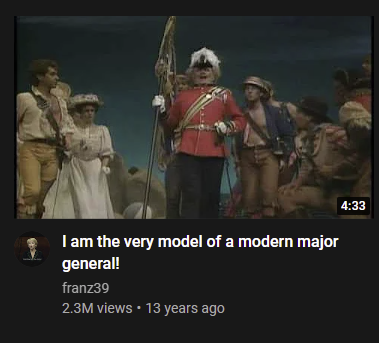 4:33
I am the very model of a modern major
general!
franz39
2.3M views • 13 years ago